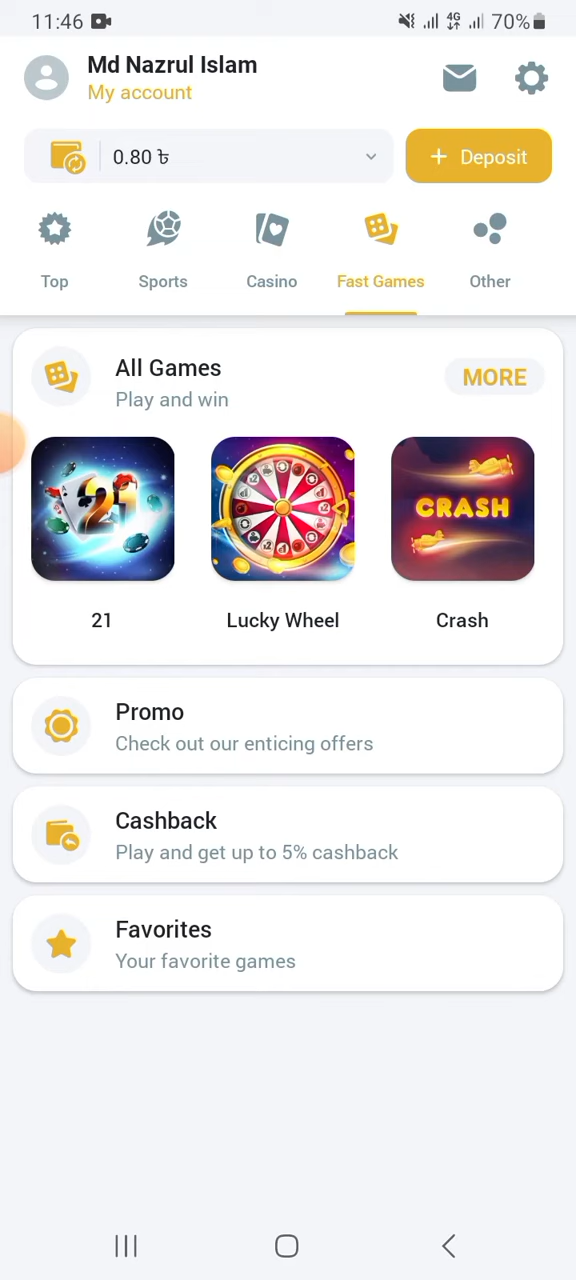 11:46
4G
70%
Md Nazrul Islam
My account
0.80 ৳
+ Deposit
Top
Sports
Casino
Fast Games
Other
All Games
Play and win
MORE
21
CRASH
21
Lucky Wheel
Crash
Promo
Check out our enticing offers
Cashback
Play and get up to 5% cashback
Favorites
Your favorite games